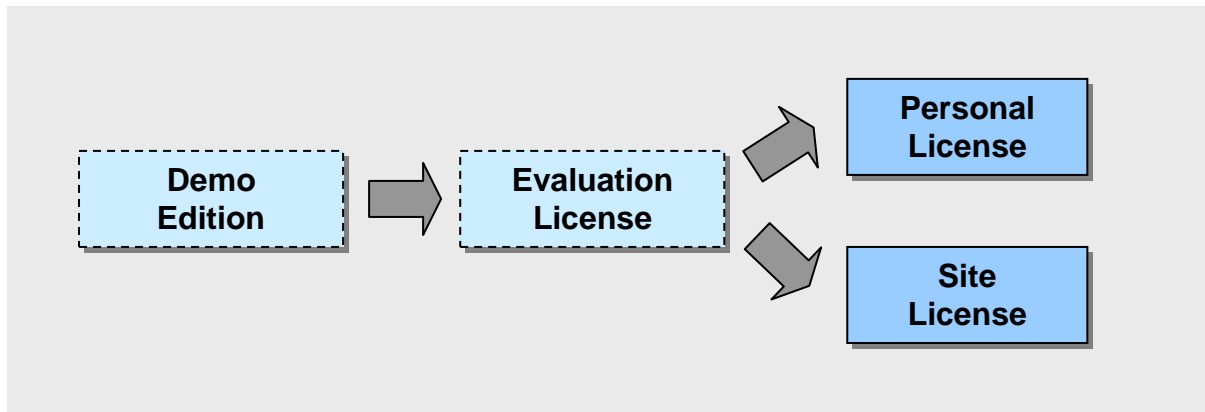 Demo
Edition
Evaluation
License
Personal
License
Site
License